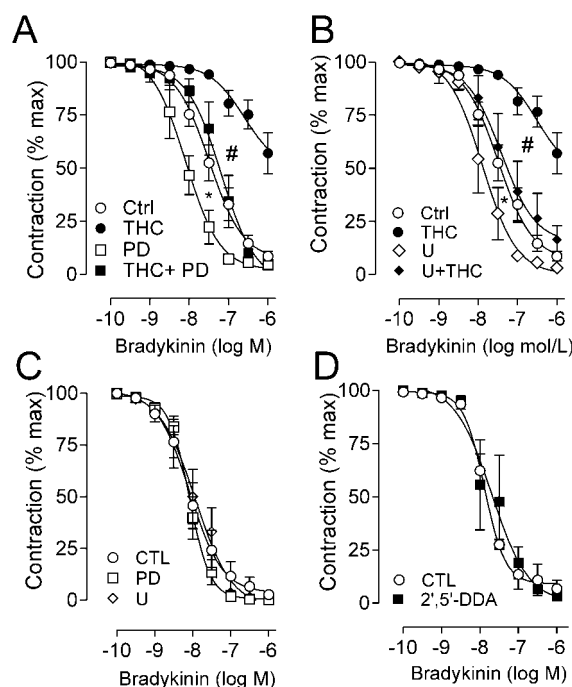 A
Contraction (% max)
100
75
50
25
0
#
*
Ctrl
THC
PD
THC+ PD
-10 -9 -8 -7 -6
Bradykinin (log M)
B
Contraction (% max)
100
75
50
25
0
#
*
Ctrl
THC
U
U+THC
-10 -9 -8 -7 -6
Bradykinin (log mol/L)
C
Contraction (% max)
100
75
50
25
0
CTL
PD
U
-10 -9 -8 -7 -6
Bradykinin (log M)
D
Contraction (% max)
100
75
50
25
0
CTL
2',5'-DDA
-10 -9 -8 -7 -6
Bradykinin (log M)